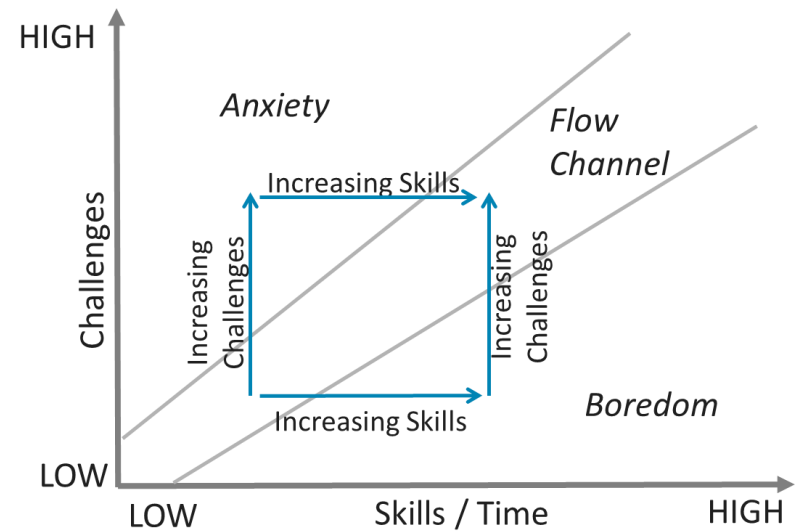 HIGH
Anxiety
Flow
Channel
Increasing Skills
Challenges
Increasing
Challenges
Increasing
Challenges
Boredom
Increasing Skills
LOW
LOW
Skills / Time
HIGH